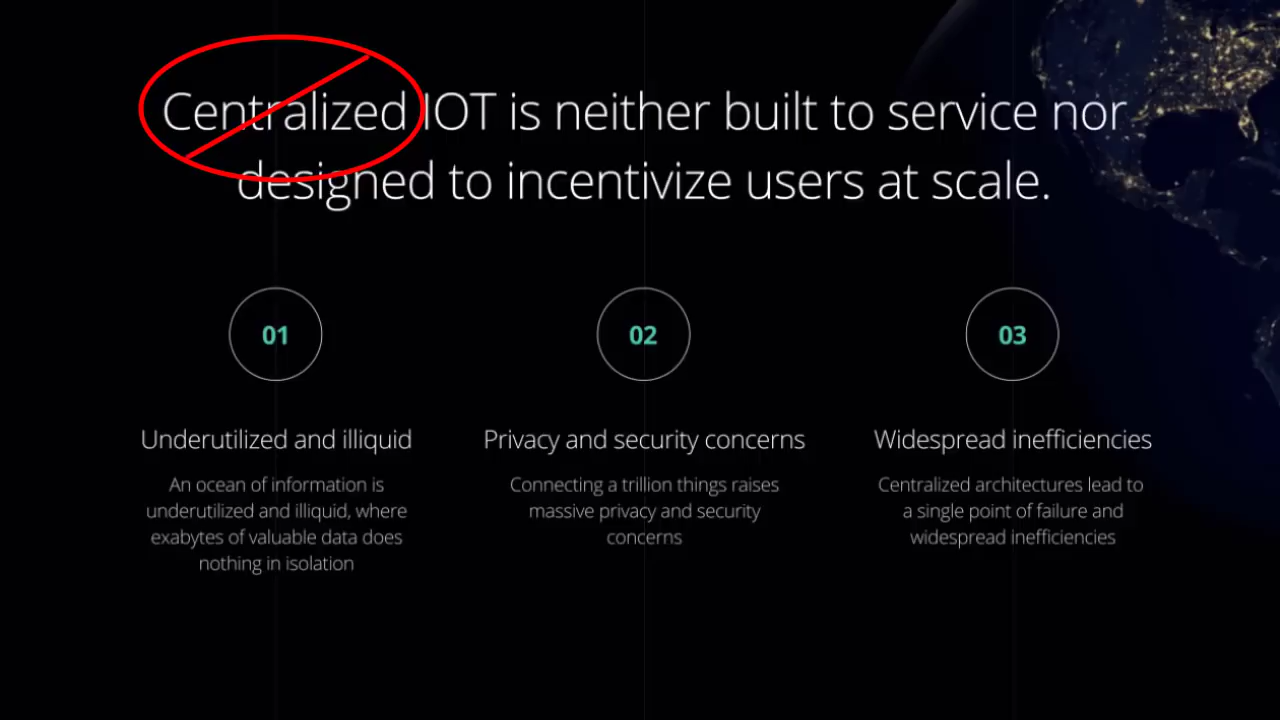 Centralized IOT is neither built to service nor
designed to incentivize users at scale.
01
02
03
Underutilized and illiquid
An ocean of information is
underutilized and illiquid, where
exabytes of valuable data does
nothing in isolation
Privacy and security concerns
Connecting a trillion things raises
massive privacy and security
concerns
Widespread inefficiencies
Centralized architectures lead to
a single point of failure and
widespread inefficiencies